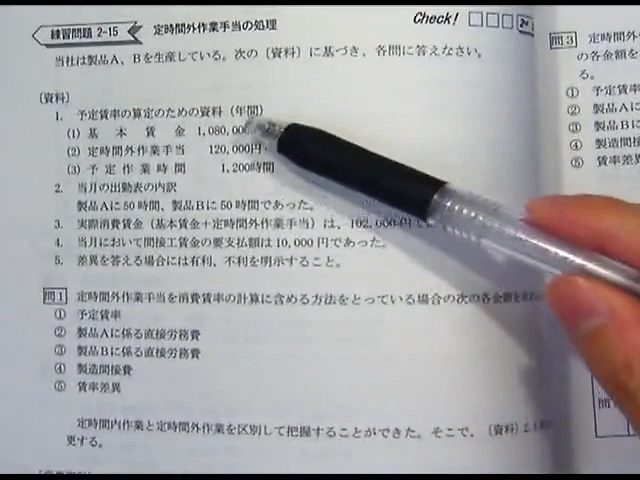 練習問題 2-15 定時間外作業手当の処理 Check!
当社は製品A、Bを生産している。次の〔資料〕に基づき、各問に答えなさい。
〔資料〕
1. 予定賃率の算定のための資料（年間）
(1) 基本賃金 1,080,000
(2) 定時間外作業手当 120,000円
(3) 予定作業時間 1,200時間
2. 当月の出勤表の内訳
製品Aに50時間、製品Bに50時間であった。
3. 実際消費賃金（基本賃金＋定時間外作業手当）は、102,000円で
4. 当月において間接工賃金の要支払額は10,000円であった。
5. 差異を答える場合には有利、不利を明示すること。
問1 定時間外作業手当を消費賃率の計算に含める方法をとっている場合の次の各金額を
① 予定賃率
② 製品Aに係る直接労務費
③ 製品Bに係る直接労務費
④ 製造間接費
⑤ 賃率差異
定時間内作業と定時間外作業を区別して把握することができた。そこで、〔資料〕2.
更する。
問3 定時間外
の各金額を
る。
① 予定賃率
② 製品Aに
③ 製品Bに
④ 製造間接
⑤ 賃率差異